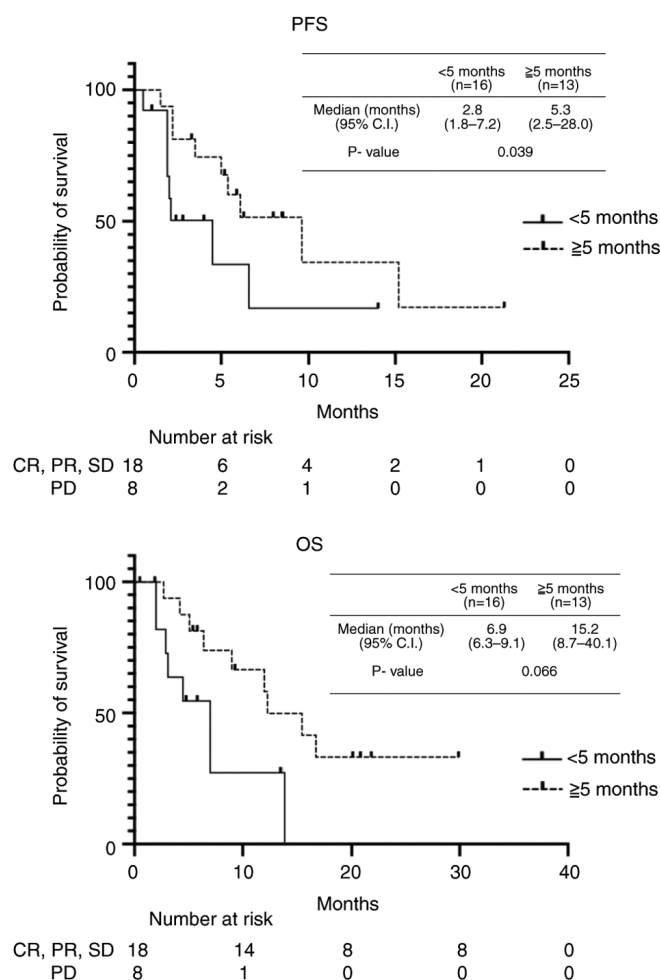 PFS
<5 months ≧5 months
(n=16) (n=13)
Median (months) 2.8 5.3
(95% C.I.) (1.8–7.2) (2.5–28.0)
P- value 0.039
Probability of survival
100
50
0
<5 months
≧5 months
0 5 10 15 20 25
Months
Number at risk
CR, PR, SD 18 6 4 2 1 0
PD 8 2 1 0 0 0
OS
<5 months ≧5 months
(n=16) (n=13)
Median (months) 6.9 15.2
(95% C.I.) (6.3–9.1) (8.7–40.1)
P- value 0.066
Probability of survival
100
50
0
<5 months
≧5 months
0 10 20 30 40
Months
Number at risk
CR, PR, SD 18 14 8 8 0
PD 8 1 0 0 0